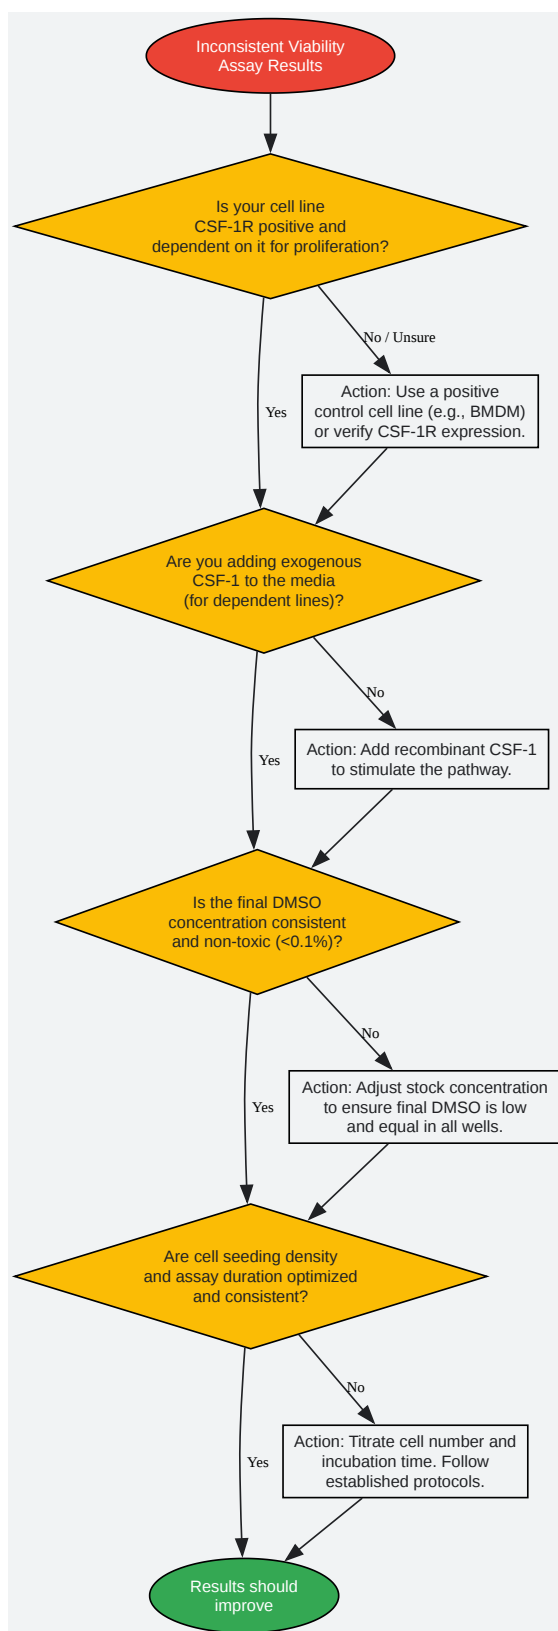 Inconsistent Viability
Assay Results
Is your cell line
CSF-1R positive and
dependent on it for proliferation?
No / Unsure
Action: Use a positive
control cell line (e.g., BMDM)
or verify CSF-1R expression.
Yes
Are you adding exogenous
CSF-1 to the media
(for dependent lines)?
No
Action: Add recombinant CSF-1
to stimulate the pathway.
Yes
Is the final DMSO
concentration consistent
and non-toxic (<0.1%)?
No
Action: Adjust stock concentration
to ensure final DMSO is low
and equal in all wells.
Yes
Are cell seeding density
and assay duration optimized
and consistent?
No
Action: Titrate cell number and
incubation time. Follow
established protocols.
Yes
Results should
improve